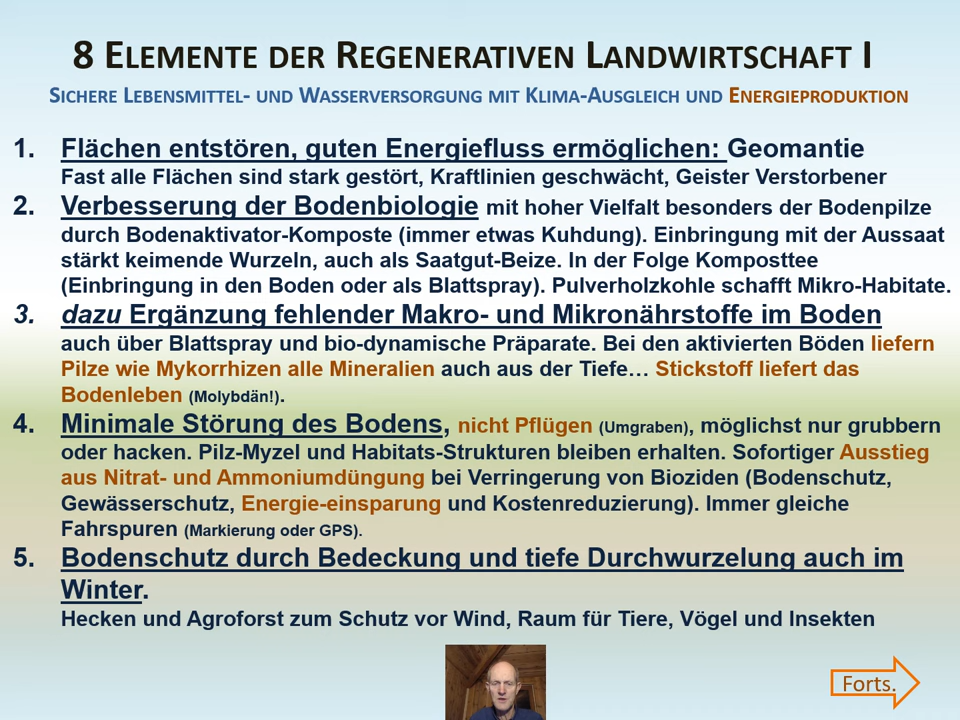 8 Elemente der Regenerativen Landwirtschaft I
Sichere Lebensmittel- und Wasserversorgung mit Klima-Ausgleich und Energieproduktion
1. Flächen entstören, guten Energiefluss ermöglichen: Geomantie
Fast alle Flächen sind stark gestört, Kraftlinien geschwächt, Geister Verstorbener
2. Verbesserung der Bodenbiologie mit hoher Vielfalt besonders der Bodenpilze
durch Bodenaktivator-Komposte (immer etwas Kuhdung). Einbringung mit der Aussaat
stärkt keimende Wurzeln, auch als Saatgut-Beize. In der Folge Komposttee
(Einbringung in den Boden oder als Blattspray). Pulverholzkohle schafft Mikro-Habitate.
3. dazu Ergänzung fehlender Makro- und Mikronährstoffe im Boden
auch über Blattspray und bio-dynamische Präparate. Bei den aktivierten Böden liefern
Pilze wie Mykorrhizen alle Mineralien auch aus der Tiefe… Stickstoff liefert das
Bodenleben (Molybdän!).
4. Minimale Störung des Bodens, nicht Pflügen (Umgraben), möglichst nur grubbern
oder hacken. Pilz-Myzel und Habitats-Strukturen bleiben erhalten. Sofortiger Ausstieg
aus Nitrat- und Ammoniumdüngung bei Verringerung von Bioziden (Bodenschutz,
Gewässerschutz, Energie-einsparung und Kostenreduzierung). Immer gleiche
Fahrspuren (Markierung oder GPS).
5. Bodenschutz durch Bedeckung und tiefe Durchwurzelung auch im
Winter.
Hecken und Agroforst zum Schutz vor Wind, Raum für Tiere, Vögel und Insekten
Forts.